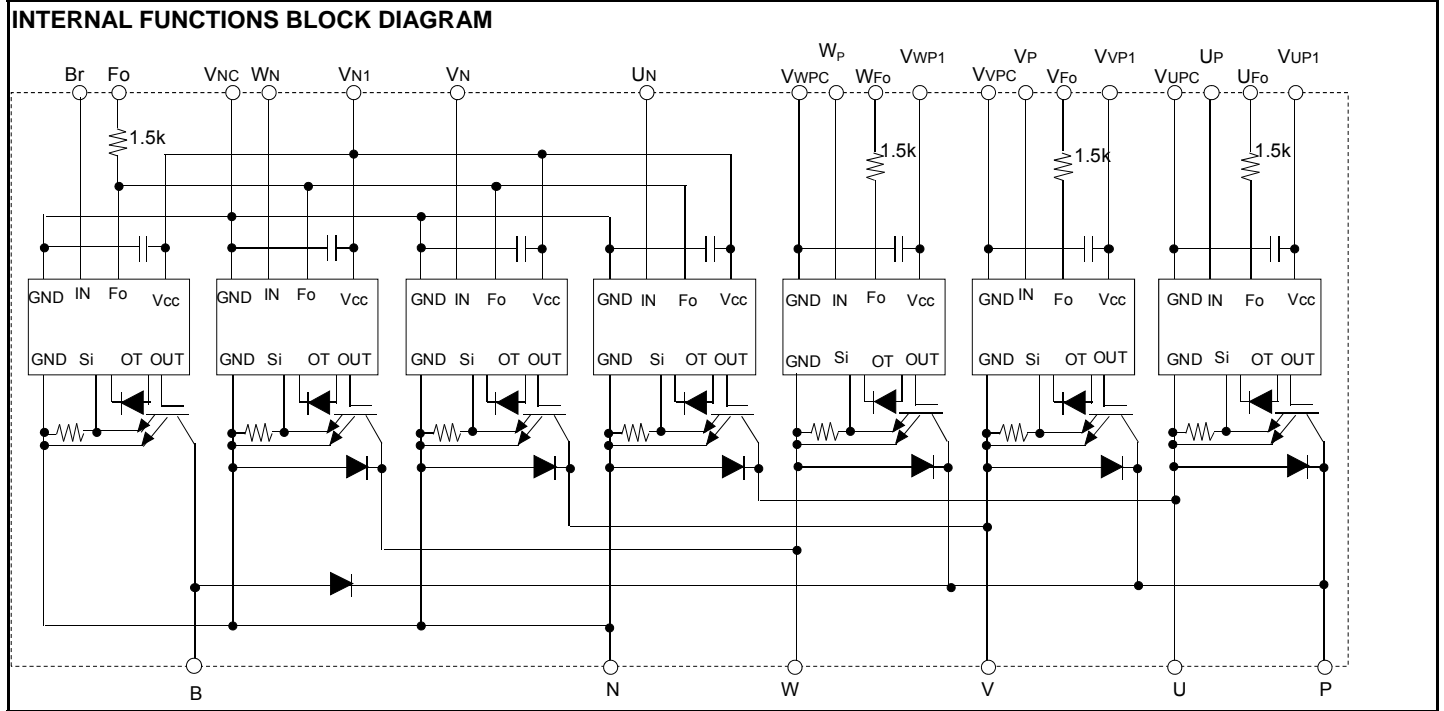 INTERNAL FUNCTIONS BLOCK DIAGRAM
Br Fo VNC WN VN1 VN UN VWPC WP WFo VWP1 VVPC VP VFo VVP1 VUPC UP UFo VUP1
1.5k 1.5k 1.5k 1.5k
GND IN Fo Vcc GND IN Fo Vcc GND IN Fo Vcc GND IN Fo Vcc GND IN Fo Vcc GND IN Fo Vcc GND IN Fo Vcc
GND Si OT OUT GND Si OT OUT GND Si OT OUT GND Si OT OUT GND Si OT OUT GND Si OT OUT GND Si OT OUT
B N W V U P